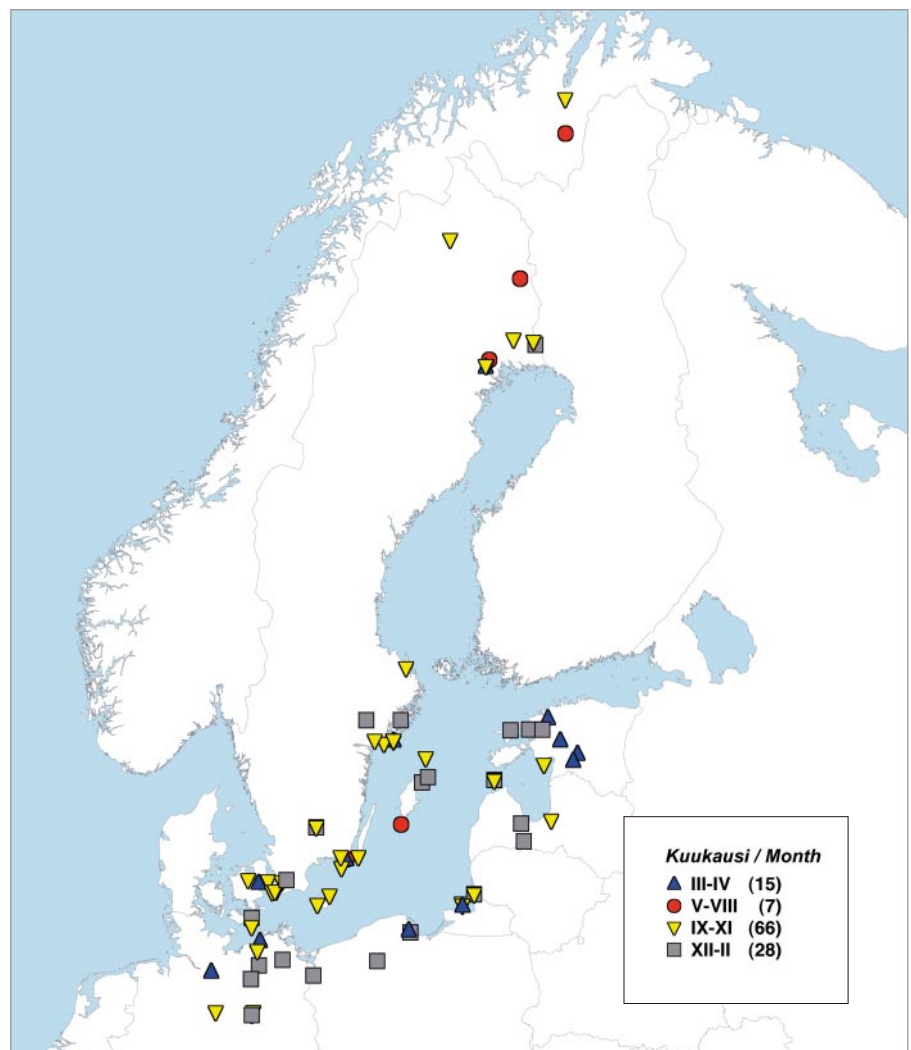 Kuukausi / Month
III-IV (15)
V-VIII (7)
IX-XI (66)
XII-II (28)